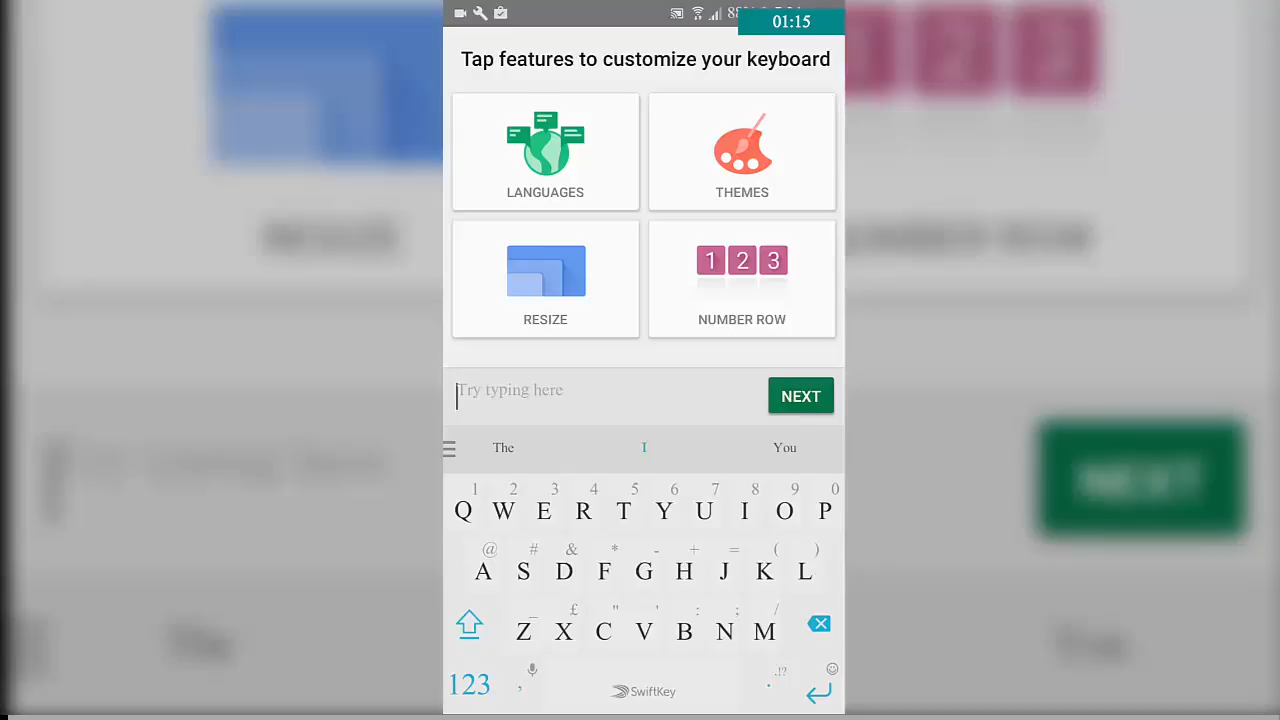 01:15
Tap features to customize your keyboard
LANGUAGES
THEMES
RESIZE
1 2 3
NUMBER ROW
Try typing here
NEXT
The I You
1 2 3 4 5 6 7 8 9 0
Q W E R T Y U I O P
@ # & * - + = ( )
A S D F G H J K L
_ £ " ' : ; /
Z X C V B N M
123 , SwiftKey . .!?